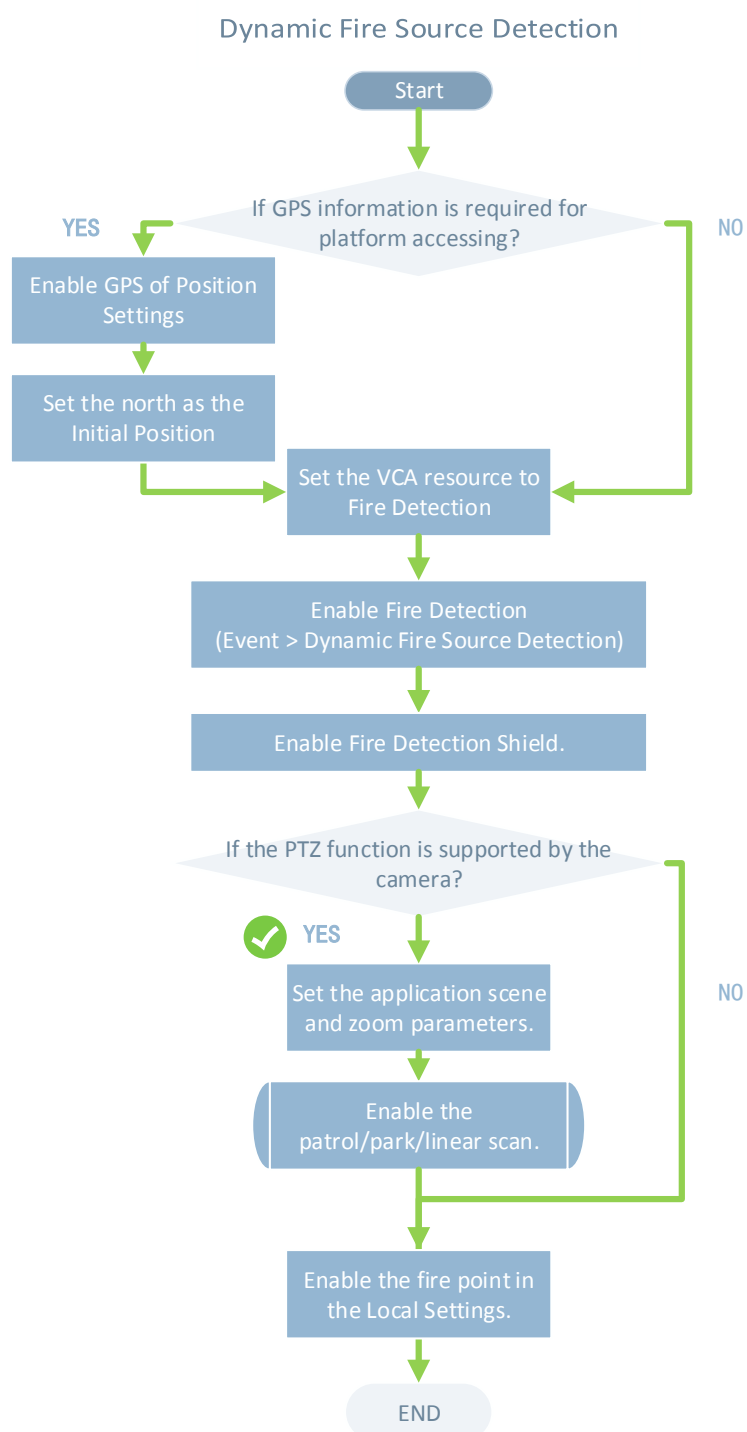 Dynamic Fire Source Detection
Start
If GPS information is required for
platform accessing?
YES
NO
Enable GPS of Position
Settings
Set the north as the
Initial Position
Set the VCA resource to
Fire Detection
Enable Fire Detection
(Event > Dynamic Fire Source Detection)
Enable Fire Detection Shield.
If the PTZ function is supported by the
camera?
YES
NO
Set the application scene
and zoom parameters.
Enable the
patrol/park/linear scan.
Enable the fire point in
the Local Settings.
END